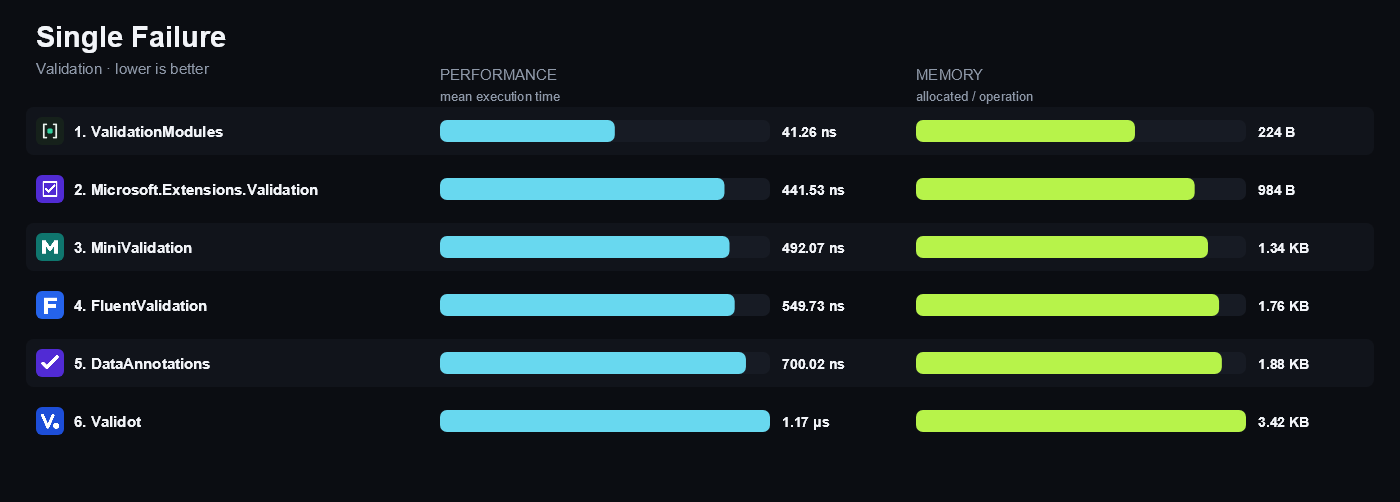 Single Failure
Validation · lower is better
PERFORMANCE
mean execution time
MEMORY
allocated / operation
1. ValidationModules 41.26 ns 224 B
2. Microsoft.Extensions.Validation 441.53 ns 984 B
M 3. MiniValidation 492.07 ns 1.34 KB
F 4. FluentValidation 549.73 ns 1.76 KB
5. DataAnnotations 700.02 ns 1.88 KB
V. 6. Validot 1.17 µs 3.42 KB